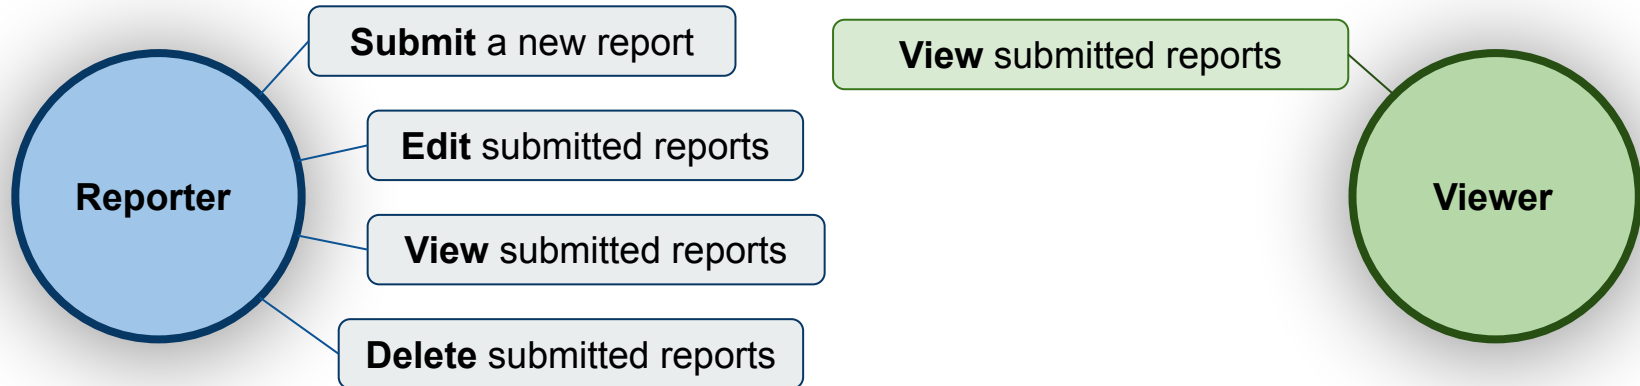 Submit a new report
View submitted reports
Edit submitted reports
Reporter
Viewer
View submitted reports
Delete submitted reports